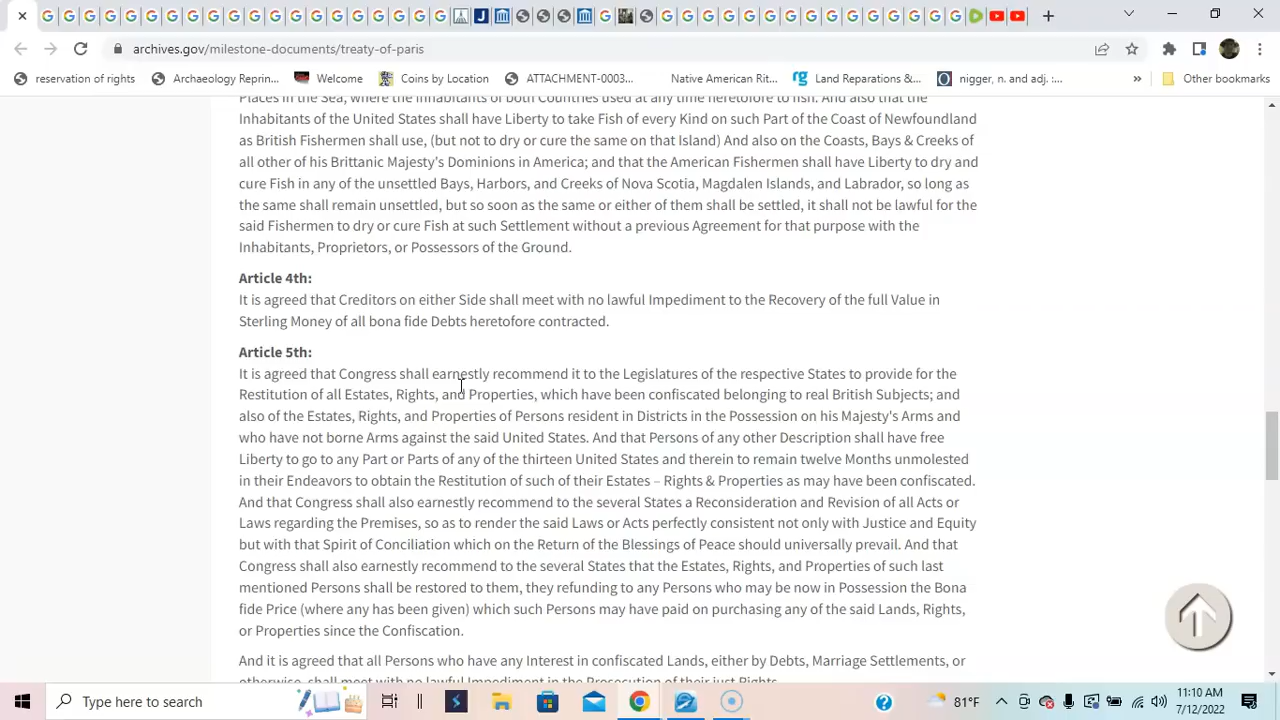 archives.gov/milestone-documents/treaty-of-paris
reservation of rights
Archaeology Reprin...
Welcome
Coins by Location
ATTACHMENT-0003...
Native American Rit...
Land Reparations &...
nigger, n. and adj. :...
»
Other bookmarks
Places in the Sea, where the Inhabitants of both Countries used at any time heretofore to fish. And also that the
Inhabitants of the United States shall have Liberty to take Fish of every Kind on such Part of the Coast of Newfoundland
as British Fishermen shall use, (but not to dry or cure the same on that Island) And also on the Coasts, Bays & Creeks of
all other of his Brittanic Majesty's Dominions in America; and that the American Fishermen shall have Liberty to dry and
cure Fish in any of the unsettled Bays, Harbors, and Creeks of Nova Scotia, Magdalen Islands, and Labrador, so long as
the same shall remain unsettled, but so soon as the same or either of them shall be settled, it shall not be lawful for the
said Fishermen to dry or cure Fish at such Settlement without a previous Agreement for that purpose with the
Inhabitants, Proprietors, or Possessors of the Ground.
Article 4th:
It is agreed that Creditors on either Side shall meet with no lawful Impediment to the Recovery of the full Value in
Sterling Money of all bona fide Debts heretofore contracted.
Article 5th:
It is agreed that Congress shall earnestly recommend it to the Legislatures of the respective States to provide for the
Restitution of all Estates, Rights, and Properties, which have been confiscated belonging to real British Subjects; and
also of the Estates, Rights, and Properties of Persons resident in Districts in the Possession on his Majesty's Arms and
who have not borne Arms against the said United States. And that Persons of any other Description shall have free
Liberty to go to any Part or Parts of any of the thirteen United States and therein to remain twelve Months unmolested
in their Endeavors to obtain the Restitution of such of their Estates – Rights & Properties as may have been confiscated.
And that Congress shall also earnestly recommend to the several States a Reconsideration and Revision of all Acts or
Laws regarding the Premises, so as to render the said Laws or Acts perfectly consistent not only with Justice and Equity
but with that Spirit of Conciliation which on the Return of the Blessings of Peace should universally prevail. And that
Congress shall also earnestly recommend to the several States that the Estates, Rights, and Properties of such last
mentioned Persons shall be restored to them, they refunding to any Persons who may be now in Possession the Bona
fide Price (where any has been given) which such Persons may have paid on purchasing any of the said Lands, Rights,
or Properties since the Confiscation.
And it is agreed that all Persons who have any Interest in confiscated Lands, either by Debts, Marriage Settlements, or
otherwise, shall meet with no lawful Impediment in the Prosecution of their just Rights.
Type here to search
81°F
11:10 AM
7/12/2022